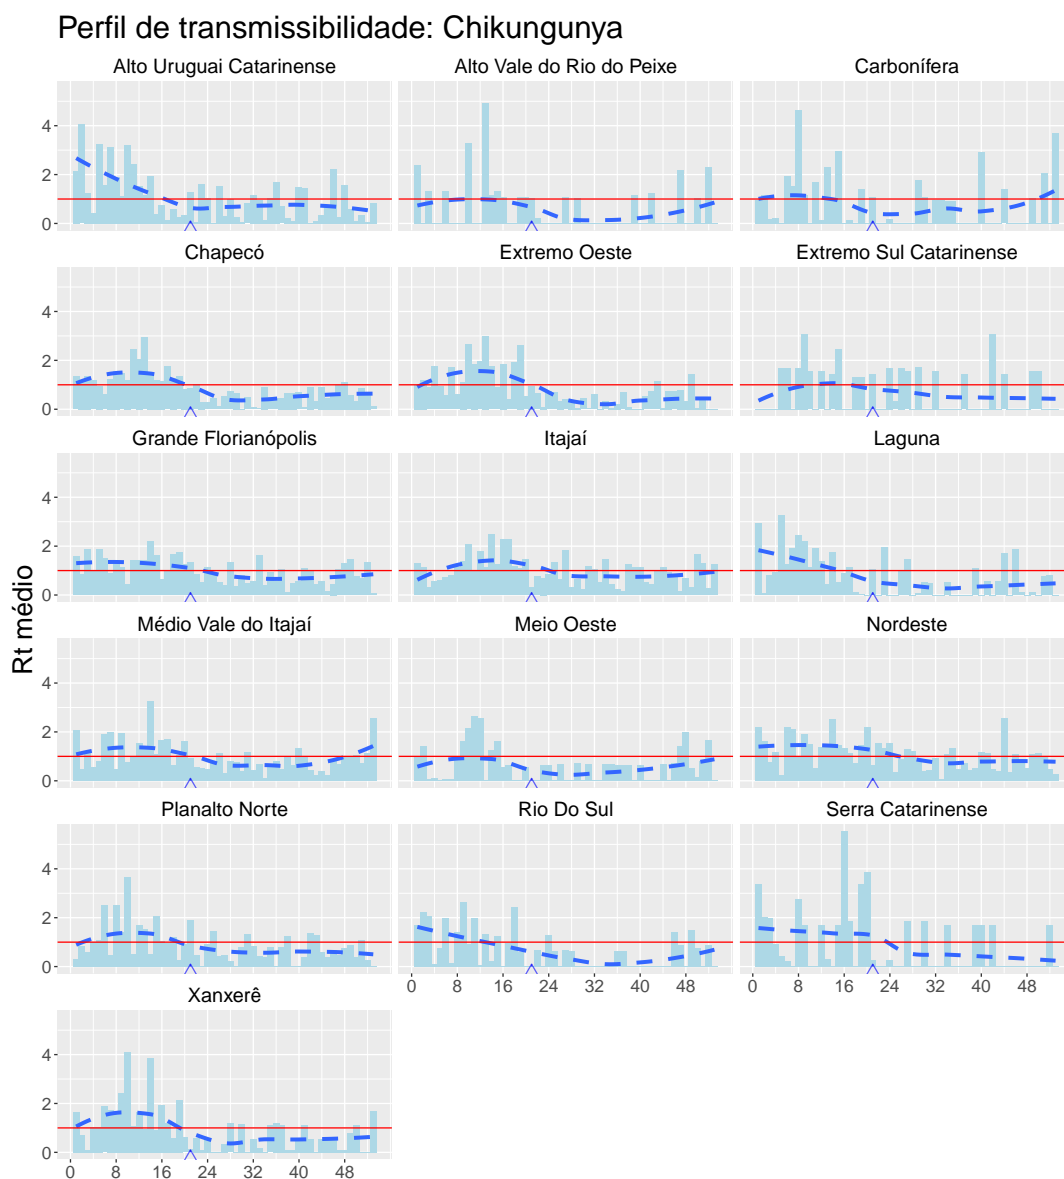 Perfil de transmissibilidade: Chikungunya
Alto Uruguai Catarinense
Alto Vale do Rio do Peixe
Carbonífera
4
2
0
Chapecó
Extremo Oeste
Extremo Sul Catarinense
4
2
0
Grande Florianópolis
Itajaí
Laguna
4
2
0
Rt médio
Médio Vale do Itajaí
Meio Oeste
Nordeste
4
2
0
Planalto Norte
Rio Do Sul
Serra Catarinense
4
2
0
0 8 16 24 32 40 48
0 8 16 24 32 40 48
Xanxerê
4
2
0
0 8 16 24 32 40 48